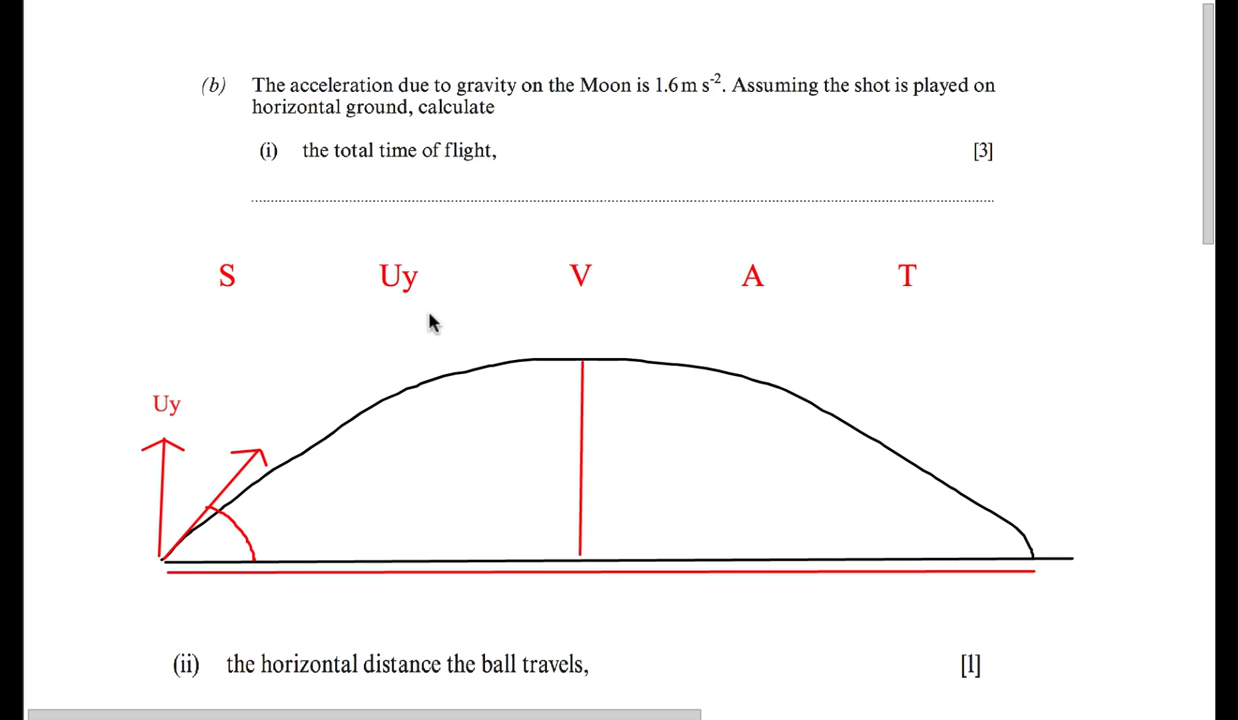 (b) The acceleration due to gravity on the Moon is 1.6 m s⁻². Assuming the shot is played on
horizontal ground, calculate
(i) the total time of flight, [3]
S Uy V A T
Uy
(ii) the horizontal distance the ball travels, [1]